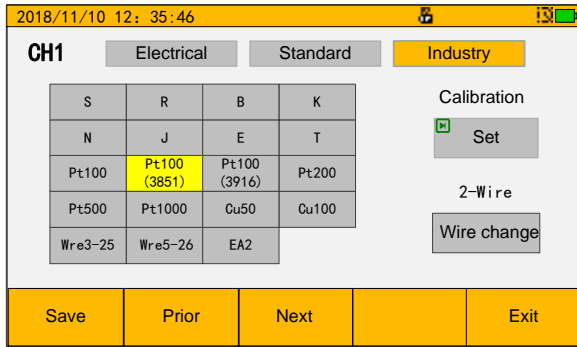 2018/11/10 12: 35:46
CH1 Electrical Standard Industry
S R B K
N J E T
Pt100 Pt100 (3851) Pt100 (3916) Pt200
Pt500 Pt1000 Cu50 Cu100
Wre3-25 Wre5-26 EA2
Calibration
Set
2-Wire
Wire change
Save Prior Next Exit